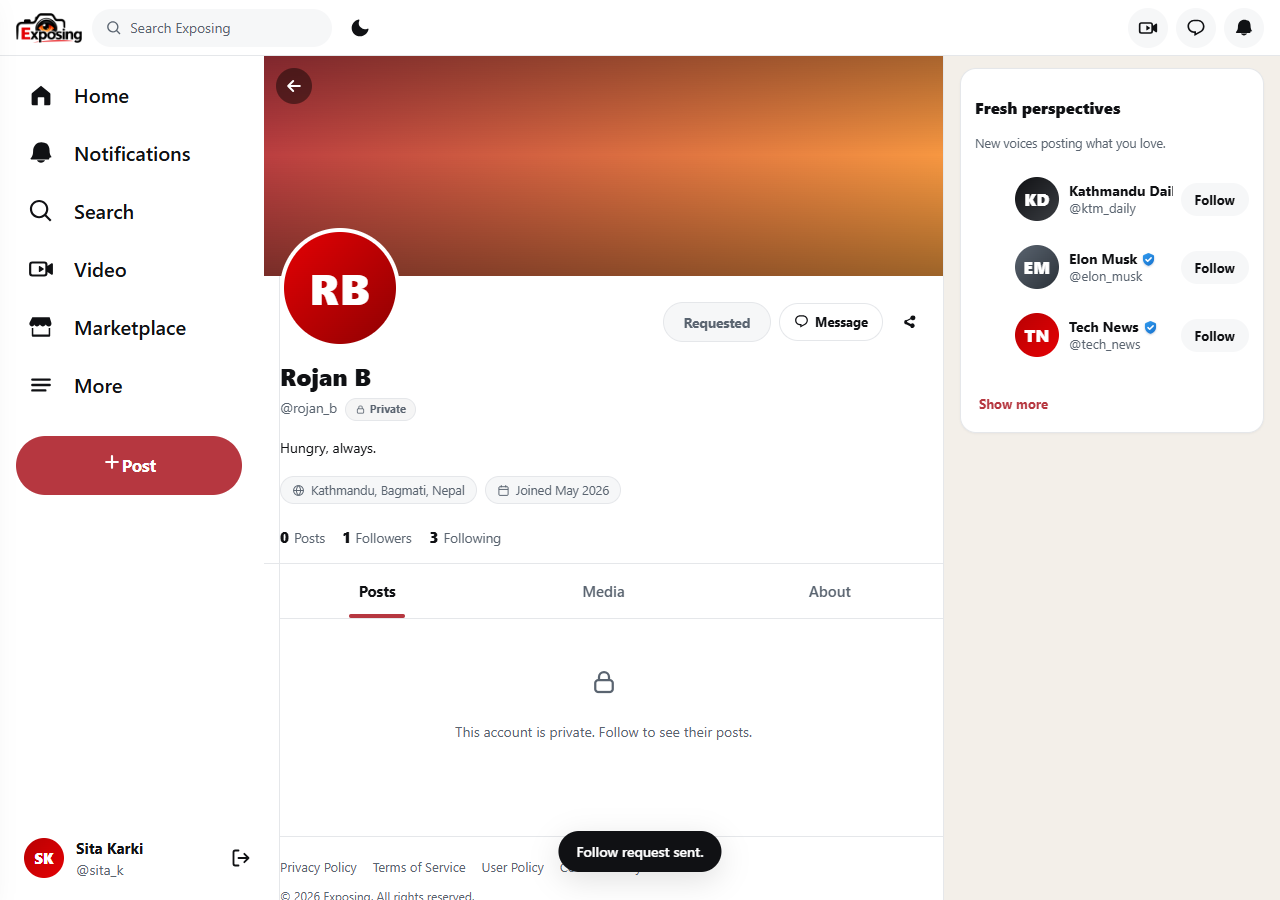 Exposing
Search Exposing
Home
Notifications
Search
Video
Marketplace
More
Post
SK
Sita Karki
@sita_k
RB
Requested
Message
Rojan B
@rojan_b
Private
Hungry, always.
Kathmandu, Bagmati, Nepal
Joined May 2026
0 Posts 1 Followers 3 Following
Posts
Media
About
This account is private. Follow to see their posts.
Follow request sent.
Privacy Policy Terms of Service User Policy
© 2026 Exposing. All rights reserved.
Fresh perspectives
New voices posting what you love.
KD
Kathmandu
@ktm_daily
Follow
EM
Elon Musk
@elon_musk
Follow
TN
Tech News
@tech_news
Follow
Show more